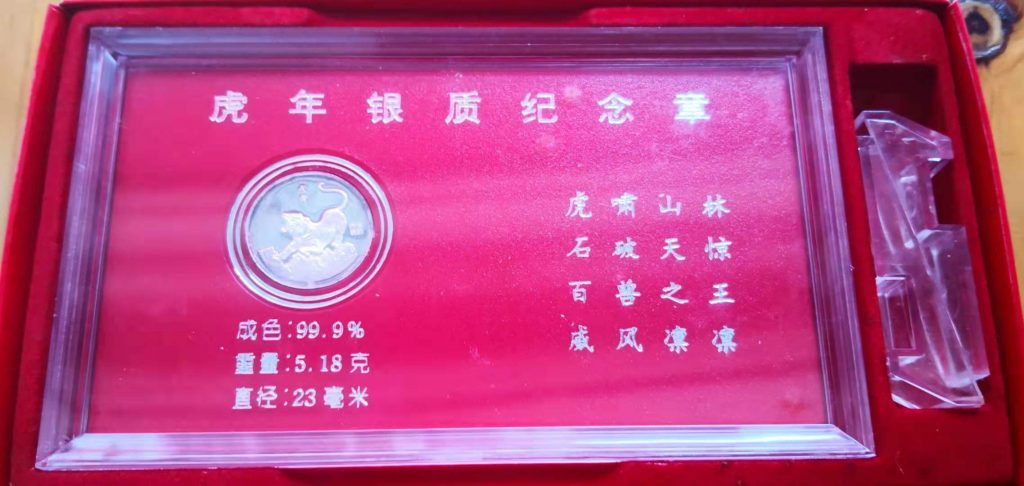 虎年银质纪念章
虎啸山林
石破天惊
百兽之王
威风凛凛
成色:99.9%
重量:5.18克
直径:23毫米